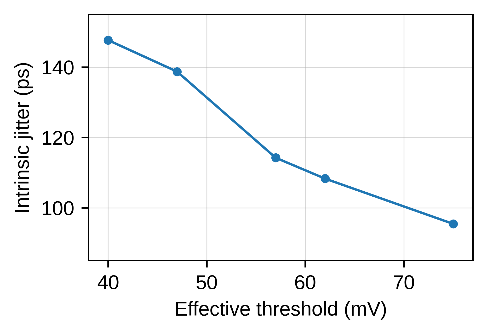 Intrinsic jitter (ps)
140
120
100
40 50 60 70
Effective threshold (mV)